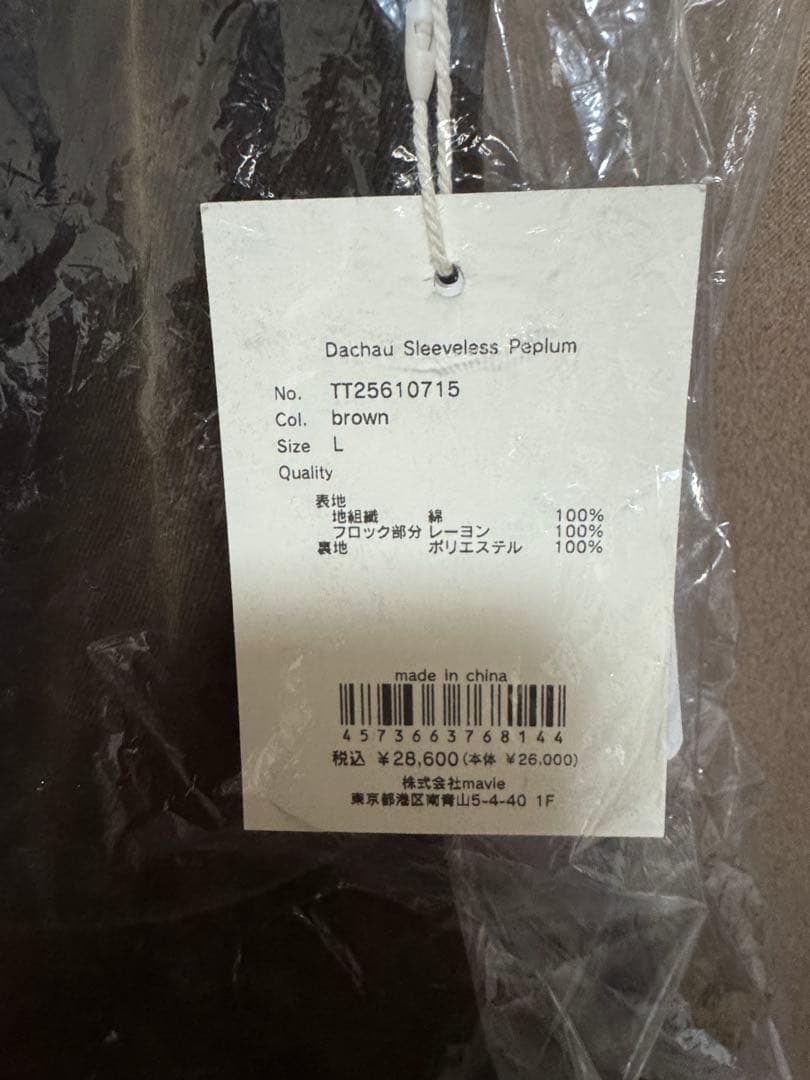 Dachau Sleeveless Peplum
No. TT25610715
Col. brown
Size L
Quality
表地
地組織 綿 100%
フロック部分 レーヨン 100%
裏地 ポリエステル 100%
made in china
4573663768144
税込 ¥28,600(本体 ¥26,000)
株式会社mavie
東京都港区南青山5-4-40 1F